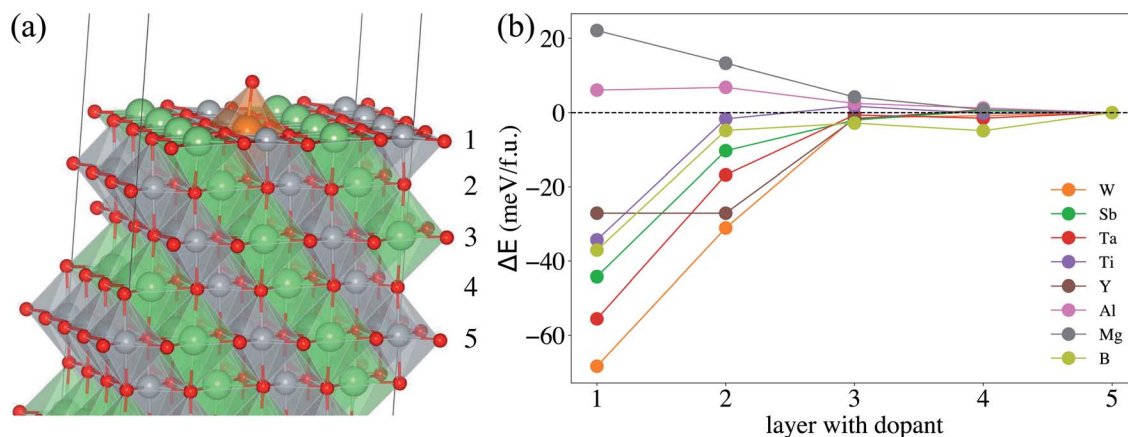 (a)
1
2
3
4
5
(b)
ΔE (meV/f.u.)
20
0
−20
−40
−60
W
Sb
Ta
Ti
Y
Al
Mg
B
1 2 3 4 5
layer with dopant